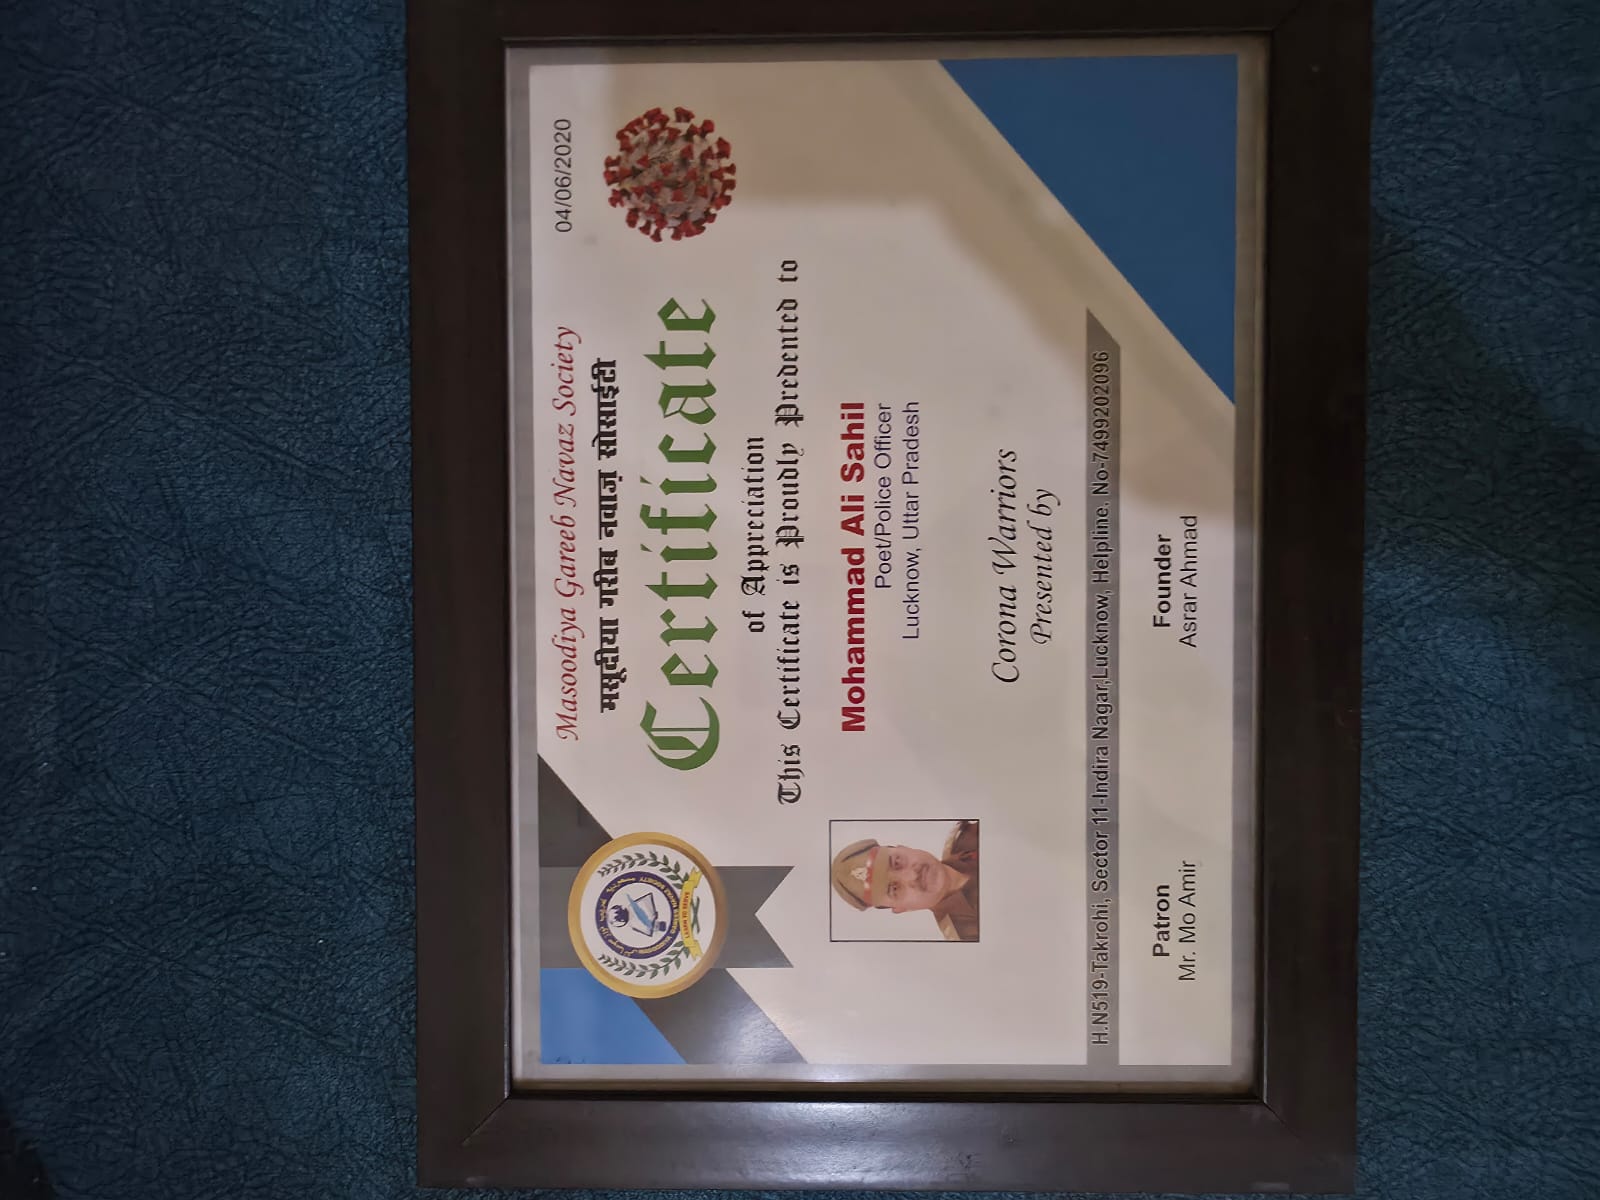 04/06/2020
Masoodiya Gareeb Navaz Society
मसूदीया गरीब नवाज़ सोसाईटी
Certificate
of Appreciation
This Certificate is Proudly Predented to
Mohammad Ali Sahil
Poet/Police Officer
Lucknow, Uttar Pradesh
Corona Warriors
Presented by
H.N519-Takrohi, Sector 11-Indira Nagar,Lucknow, Helpline. No-7499202096
Patron
Mr. Mo Amir
Founder
Asrar Ahmad